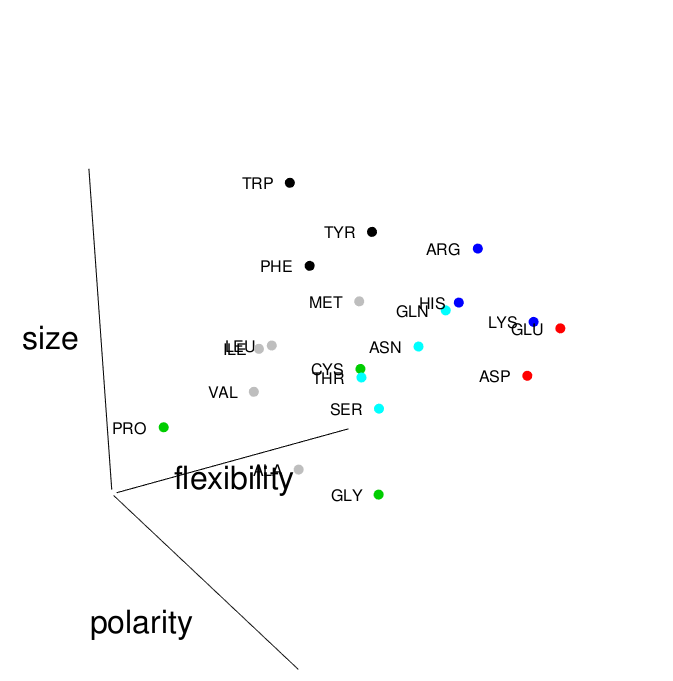 TRP
TYR
ARG
PHE
MET
HIS
GLN
LYS
GLU
size
LEU
ILE
ASN
CYS
THR
ASP
VAL
SER
PRO
ALA
flexibility
GLY
polarity